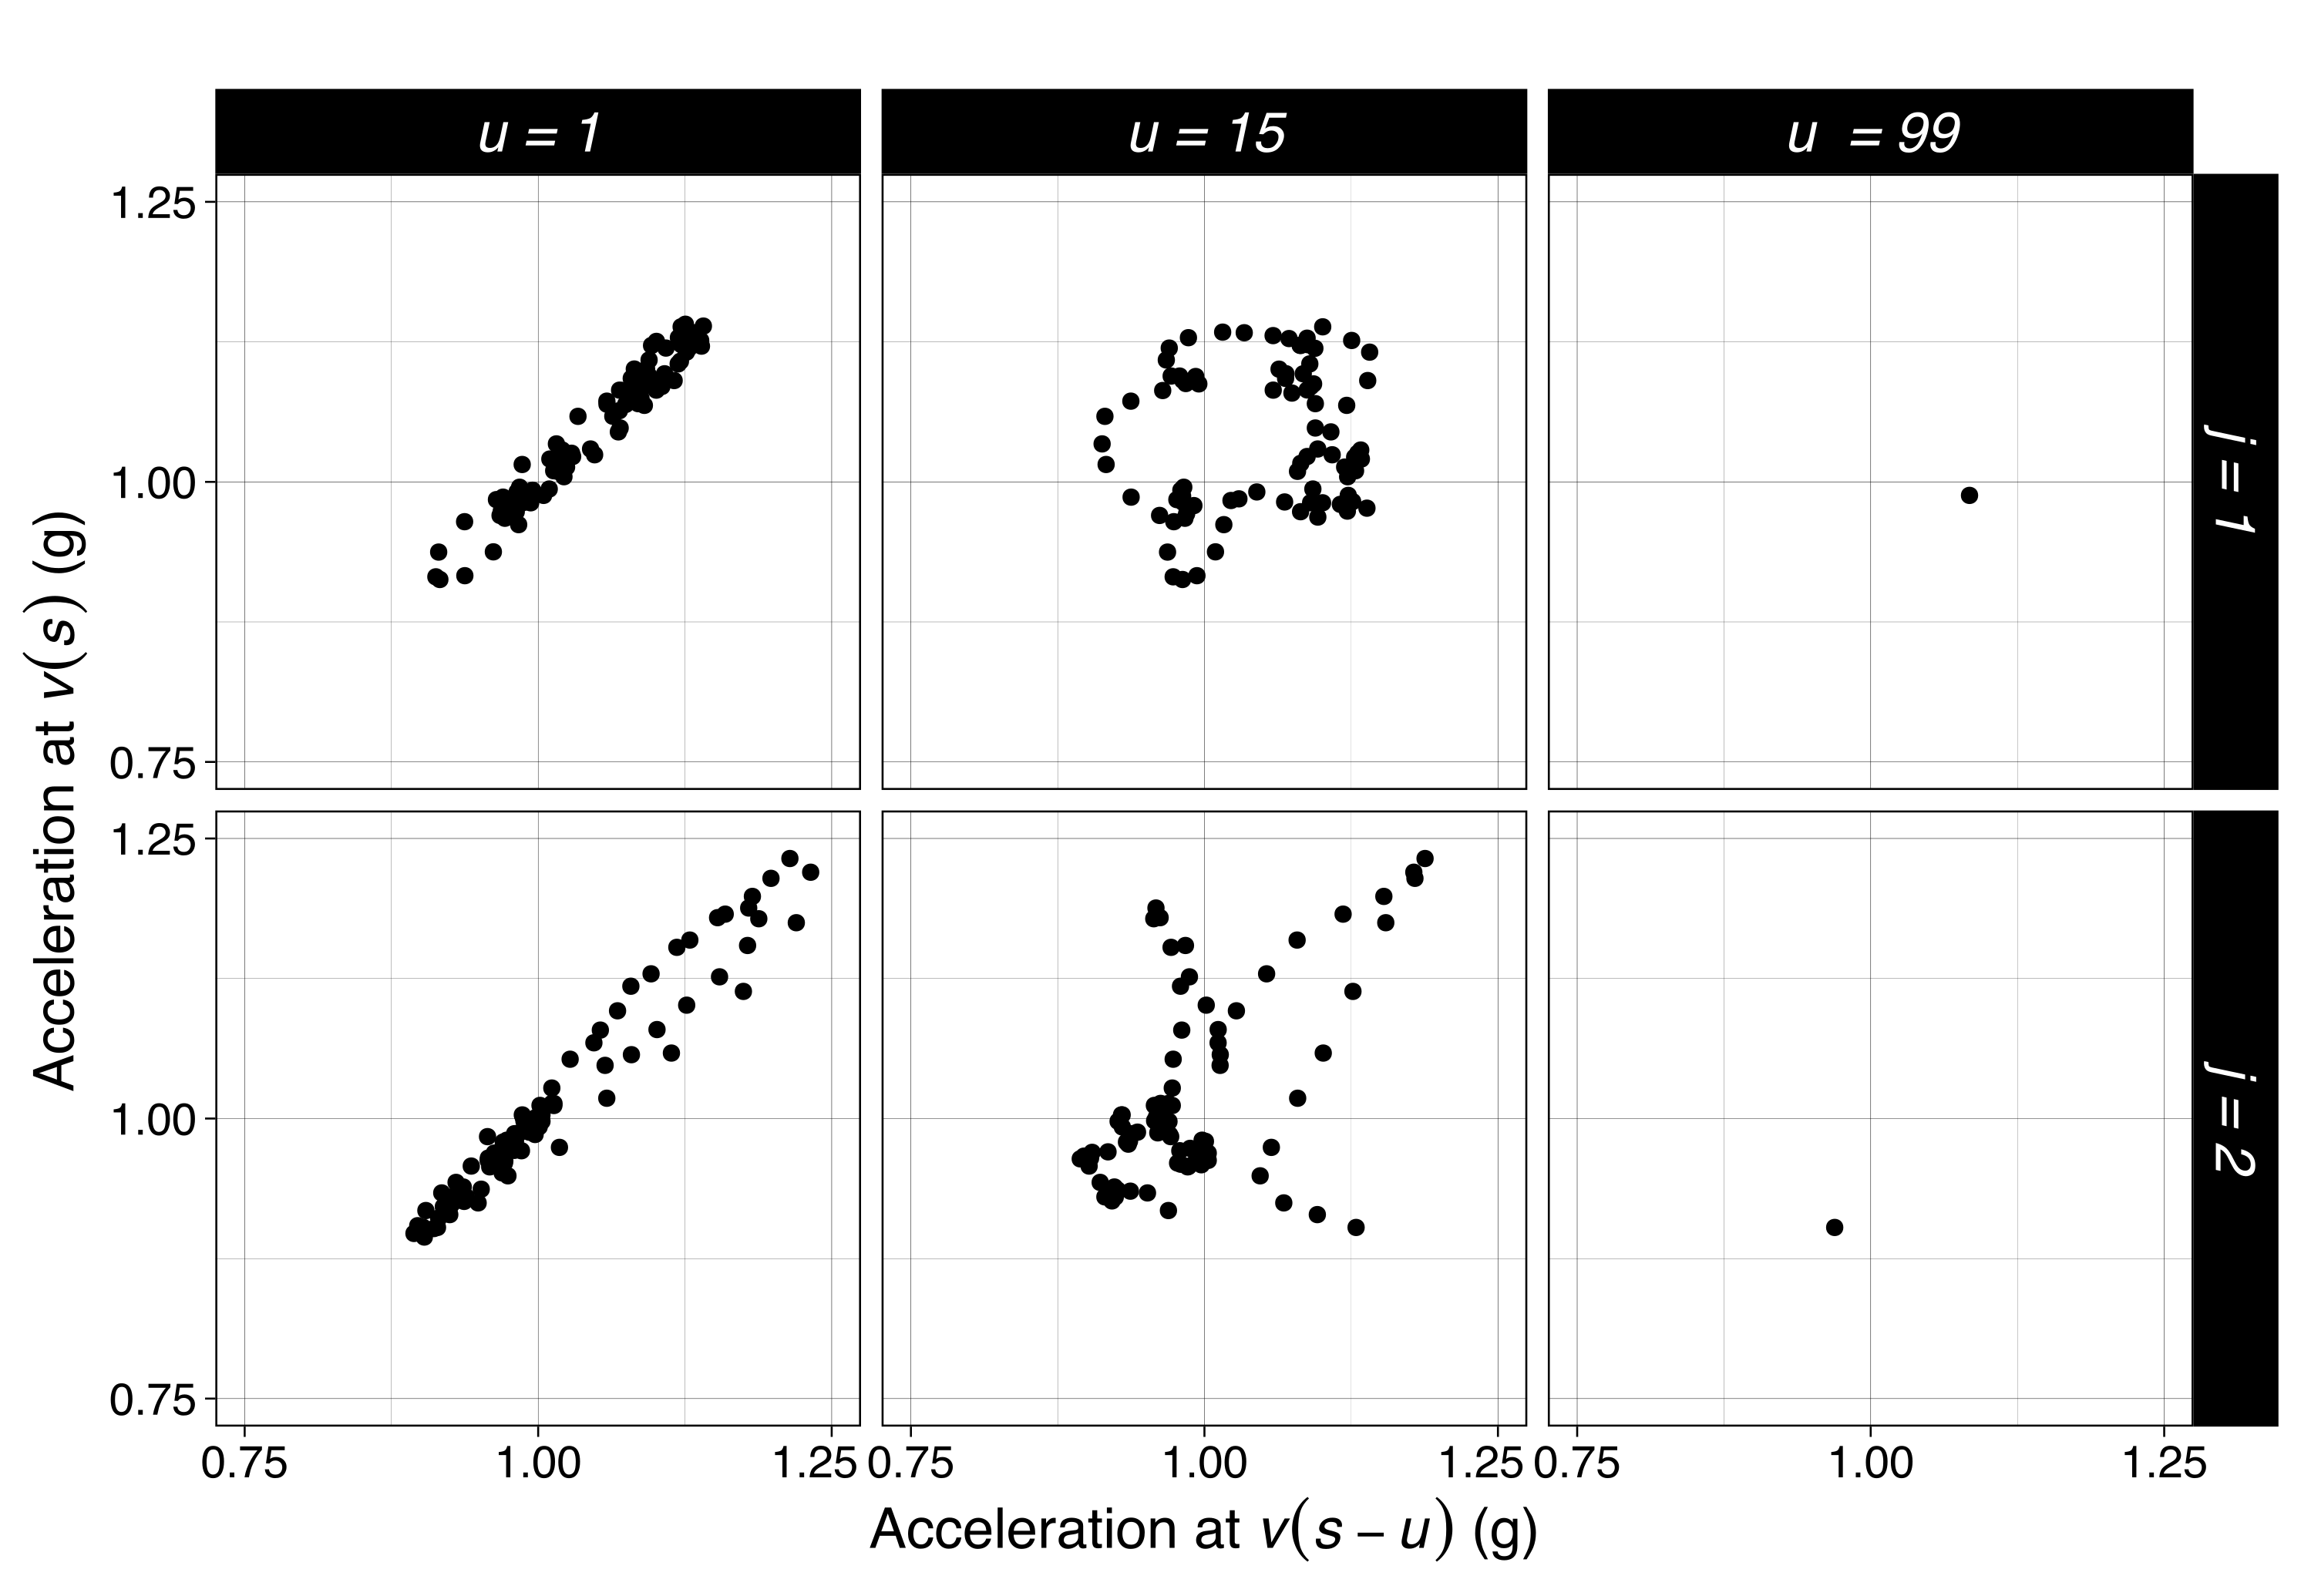 u = 1
u = 15
u = 99
1.25
1.00
0.75
j = 1
1.25
1.00
0.75
j = 2
Acceleration at v(s) (g)
0.75 1.00 1.25 0.75 1.00 1.25 0.75 1.00 1.25
Acceleration at v(s − u) (g)